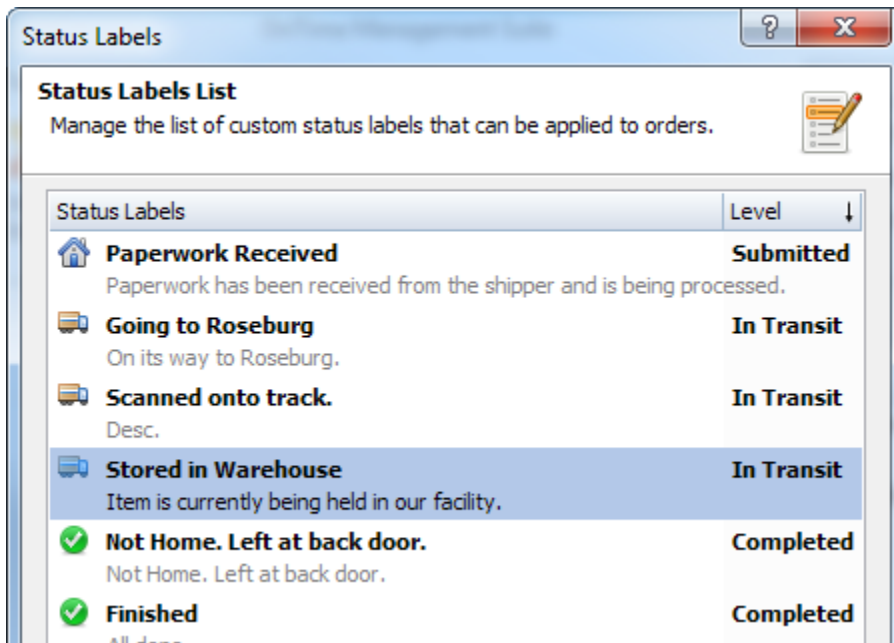 Status Labels
Status Labels List
Manage the list of custom status labels that can be applied to orders.
Status Labels Level
Paperwork Received Submitted
Paperwork has been received from the shipper and is being processed.
Going to Roseburg In Transit
On its way to Roseburg.
Scanned onto track. In Transit
Desc.
Stored in Warehouse In Transit
Item is currently being held in our facility.
Not Home. Left at back door. Completed
Not Home. Left at back door.
Finished Completed
All done